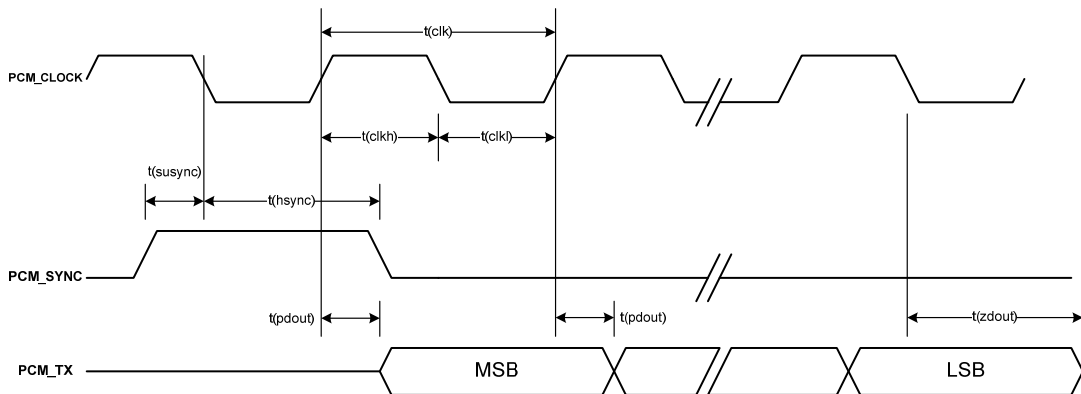 t(clk)
PCM_CLOCK
t(clkh) t(clkl)
t(susync)
t(hsync)
PCM_SYNC
t(pdout) t(pdout) t(zdout)
PCM_TX MSB LSB